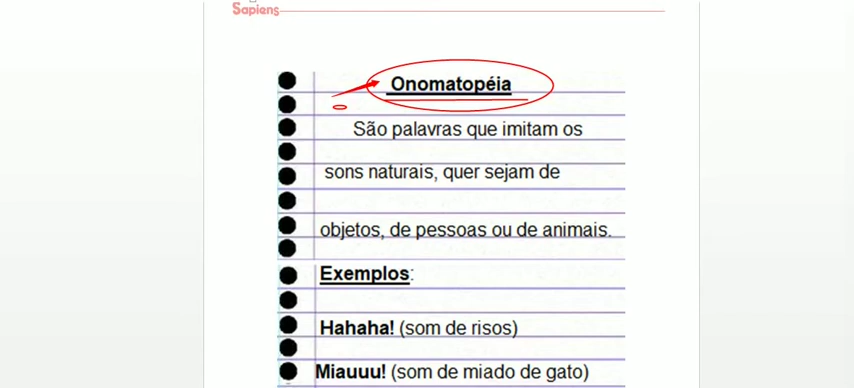 Sapiens
Onomatopéia
São palavras que imitam os
sons naturais, quer sejam de
objetos, de pessoas ou de animais.
Exemplos:
Hahaha! (som de risos)
Miauuu! (som de miado de gato)